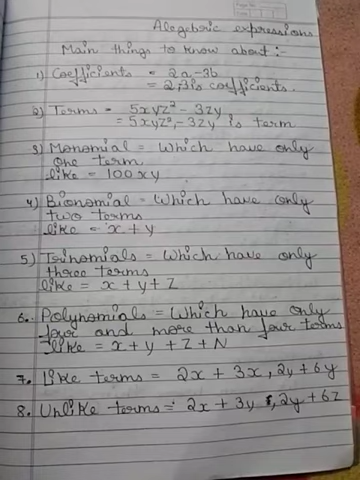 Alegebric expressions
Main things to know about :-
1) Coefficients = 2a,-3b
= 2,3 is coefficients.
2) Terms = 5xyz² - 3zy
= 5xyz²,-3zy is term
3) Monomial = Which have only
one term
like = 100xy
4) Bionomial = Which have only
two terms
like = x+y
5) Trinomials = Which have only
three terms
like = x+y+z
6. Polynomials = Which have only
four and more than four terms
like = x+y+z+N
7. Like terms = 2x+3x, 2y+6y
8. Unlike terms = 2x+3y, 2y+6z